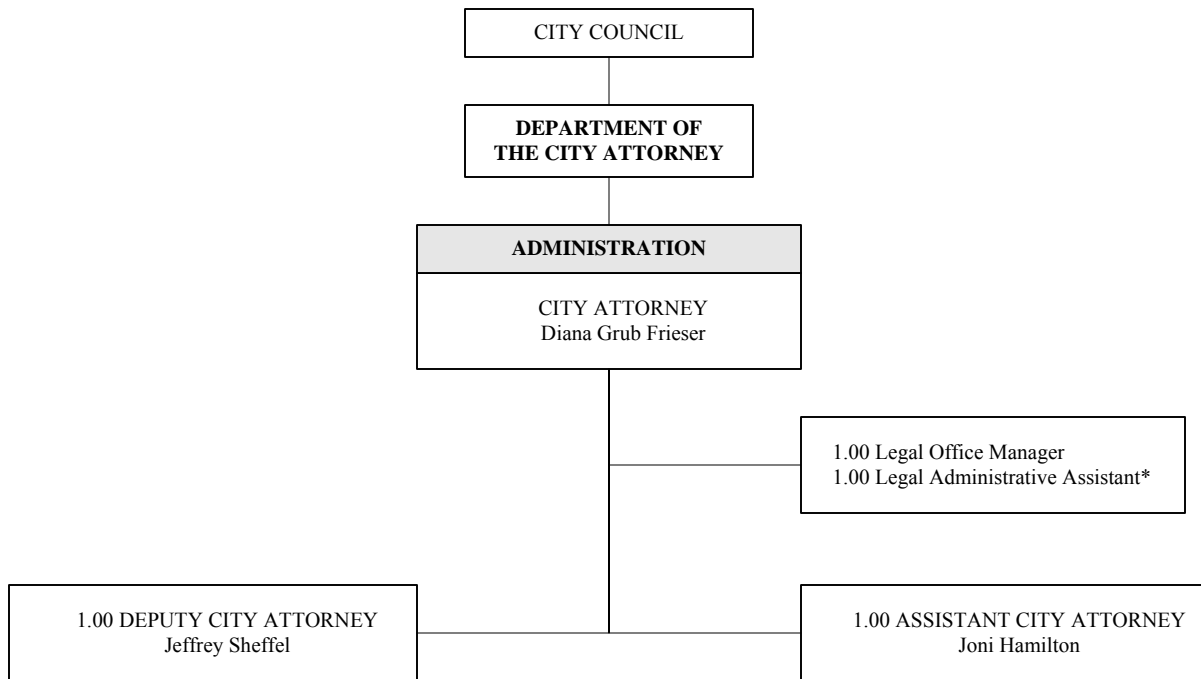 CITY COUNCIL
DEPARTMENT OF
THE CITY ATTORNEY
ADMINISTRATION
CITY ATTORNEY
Diana Grub Frieser
1.00 Legal Office Manager
1.00 Legal Administrative Assistant*
1.00 DEPUTY CITY ATTORNEY
Jeffrey Sheffel
1.00 ASSISTANT CITY ATTORNEY
Joni Hamilton